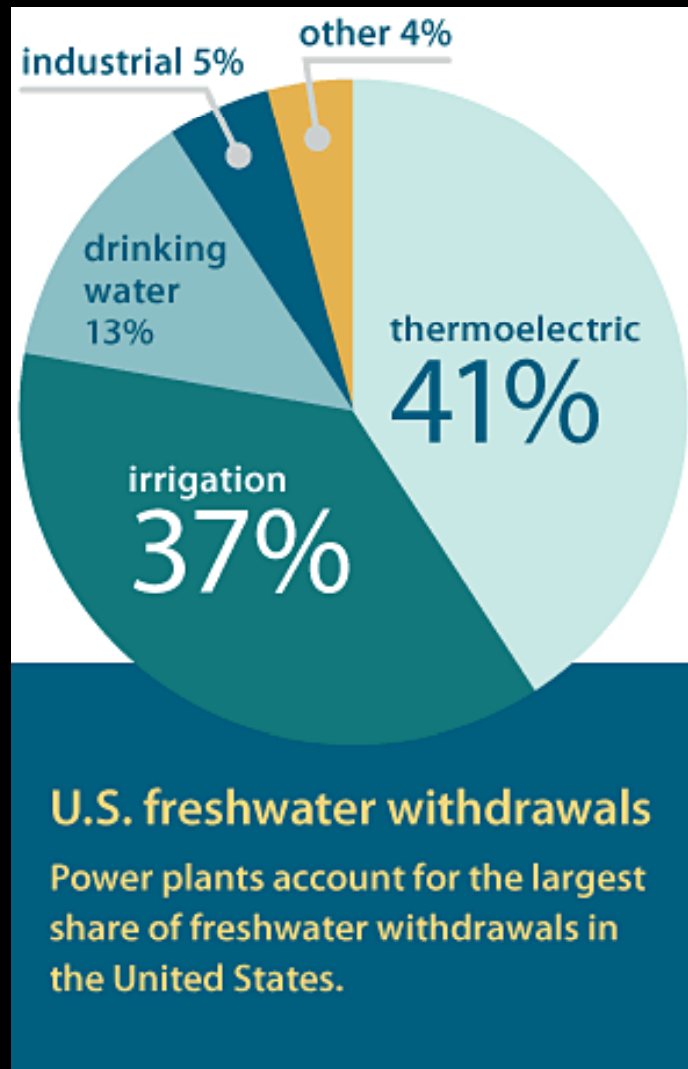 other 4%
industrial 5%
drinking
water
13%
thermoelectric
41%
irrigation
37%
U.S. freshwater withdrawals
Power plants account for the largest
share of freshwater withdrawals in
the United States.